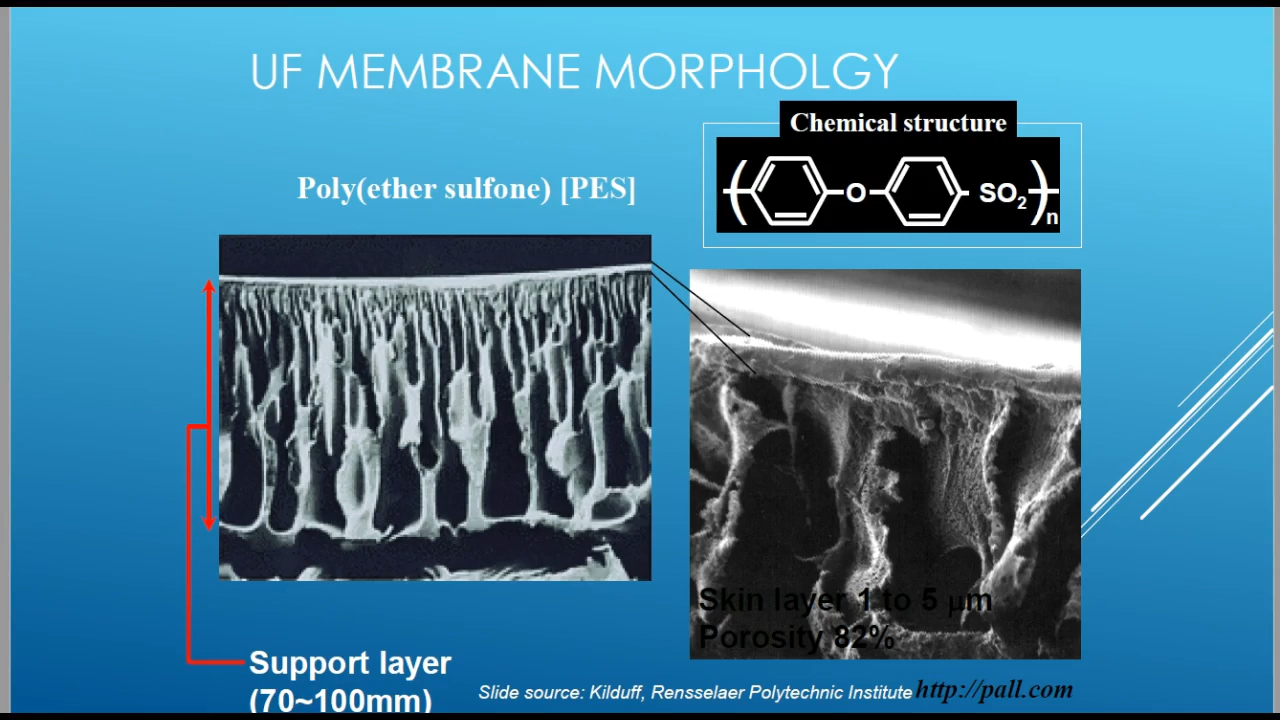 UF MEMBRANE MORPHOLGY
Chemical structure
Poly(ether sulfone) [PES]
( O SO2 )n
Skin layer 1 to 5 μm
Porosity 82%
Support layer
(70~100mm)
Slide source: Kilduff, Rensselaer Polytechnic Institute http://pall.com